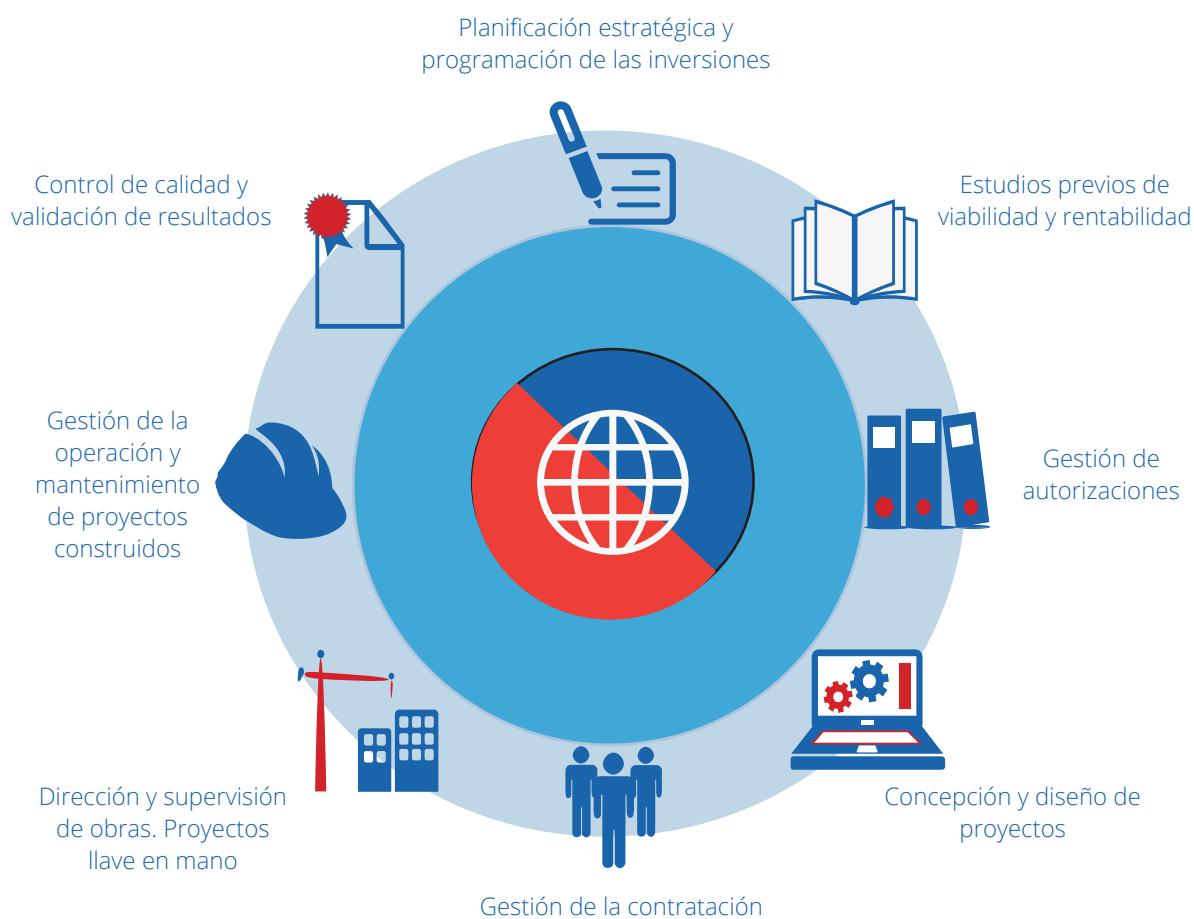 Planificación estratégica y
programación de las inversiones
Estudios previos de
viabilidad y rentabilidad
Gestión de
autorizaciones
Concepción y diseño de
proyectos
Gestión de la contratación
Dirección y supervisión
de obras. Proyectos
llave en mano
Gestión de la
operación y
mantenimiento
de proyectos
construidos
Control de calidad y
validación de resultados